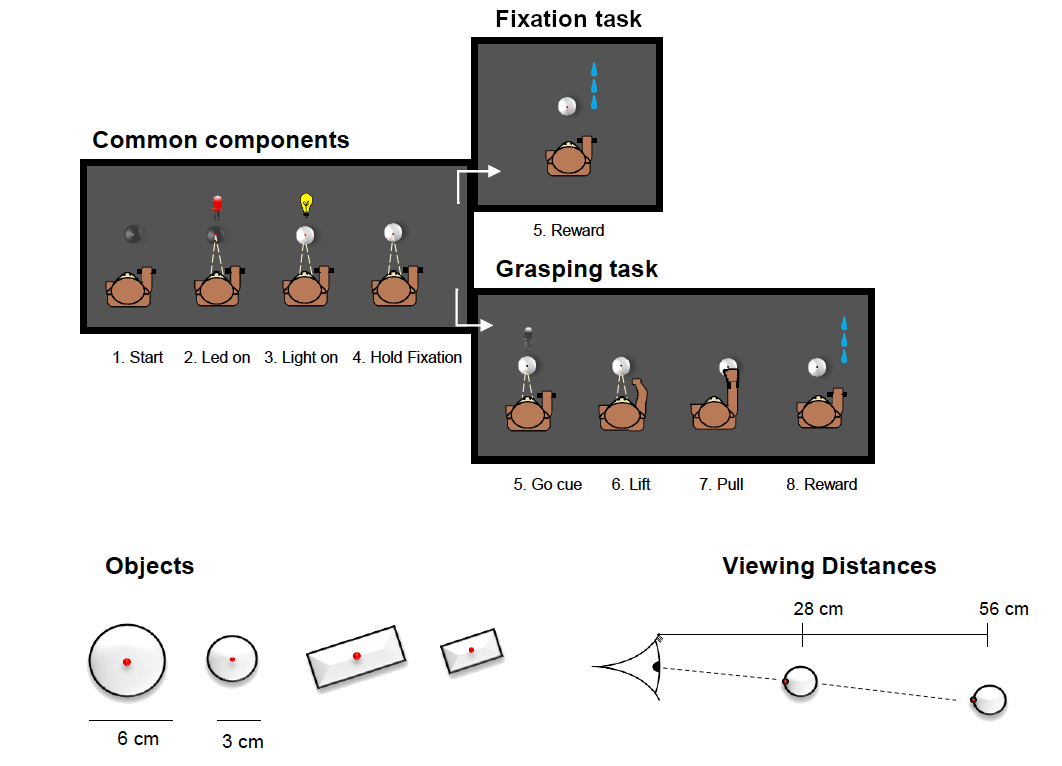 Fixation task
Common components
5. Reward
Grasping task
1. Start 2. Led on 3. Light on 4. Hold Fixation
5. Go cue 6. Lift 7. Pull 8. Reward
Objects
Viewing Distances
28 cm 56 cm
6 cm 3 cm